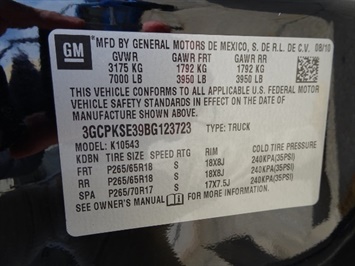 GM
MFD BY GENERAL MOTORS DE MEXICO, S. DE R.L. DE C.V. 08/10
GVWR GAWR FRT GAWR RR
3175 KG 1792 KG 1792 KG
7000 LB 3950 LB 3950 LB
THIS VEHICLE CONFORMS TO ALL APPLICABLE U.S. FEDERAL MOTOR
VEHICLE SAFETY STANDARDS IN EFFECT ON THE DATE OF
MANUFACTURE SHOWN ABOVE.
3GCPKSE39BG123723 TYPE: TRUCK
MODEL: K10543
KDBN TIRE SIZE SPEED RTG RIM COLD TIRE PRESSURE
FRT P265/65R18 S 18X8J 240KPA(35PSI)
RR P265/65R18 S 18X8J 240KPA(35PSI)
SPA P265/70R17 S 17X7.5J 240KPA(35PSI)
SEE OWNER'S MANUAL